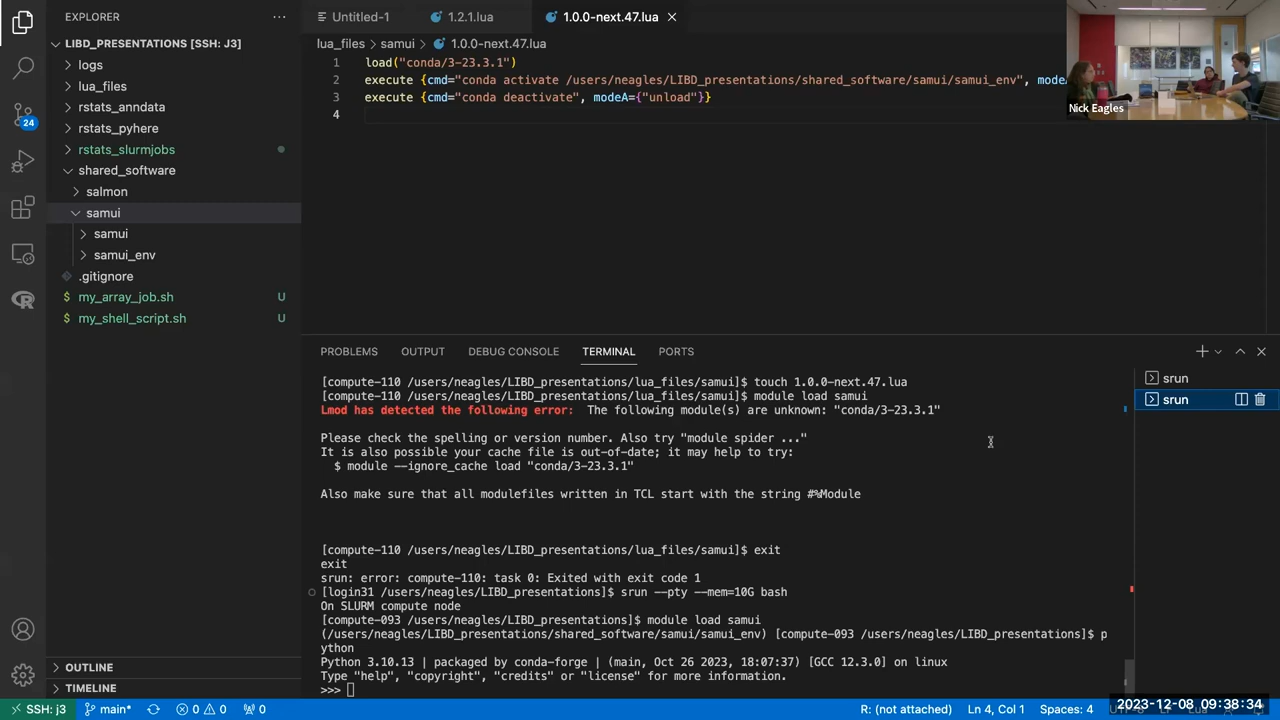 EXPLORER
LIBD_PRESENTATIONS [SSH: J3]
logs
lua_files
rstats_anndata
rstats_pyhere
rstats_slurmjobs
shared_software
salmon
samui
samui
samui_env
.gitignore
$ my_array_job.sh U
$ my_shell_script.sh U
OUTLINE
TIMELINE
24
Untitled-1 1.2.1.lua 1.0.0-next.47.lua
lua_files > samui > 1.0.0-next.47.lua
1 load("conda/3-23.3.1")
2 execute {cmd="conda activate /users/neagles/LIBD_presentations/shared_software/samui/samui_env", modeA
3 execute {cmd="conda deactivate", modeA={"unload"}}
4
Nick Eagles
PROBLEMS OUTPUT DEBUG CONSOLE TERMINAL PORTS
srun
srun
[compute-110 /users/neagles/LIBD_presentations/lua_files/samui]$ touch 1.0.0-next.47.lua
[compute-110 /users/neagles/LIBD_presentations/lua_files/samui]$ module load samui
Lmod has detected the following error: The following module(s) are unknown: "conda/3-23.3.1"
Please check the spelling or version number. Also try "module spider ..."
It is also possible your cache file is out-of-date; it may help to try:
$ module --ignore_cache load "conda/3-23.3.1"
Also make sure that all modulefiles written in TCL start with the string #%Module
[compute-110 /users/neagles/LIBD_presentations/lua_files/samui]$ exit
exit
srun: error: compute-110: task 0: Exited with exit code 1
[login31 /users/neagles/LIBD_presentations]$ srun --pty --mem=10G bash
On SLURM compute node
[compute-093 /users/neagles/LIBD_presentations]$ module load samui
(/users/neagles/LIBD_presentations/shared_software/samui/samui_env) [compute-093 /users/neagles/LIBD_presentations]$ p
ython
Python 3.10.13 | packaged by conda-forge | (main, Oct 26 2023, 18:07:37) [GCC 12.3.0] on linux
Type "help", "copyright", "credits" or "license" for more information.
>>>
SSH: j3 main* 0 0 0 R: (not attached) Ln 4, Col 1 Spaces: 4
2023-12-08 09:38:34